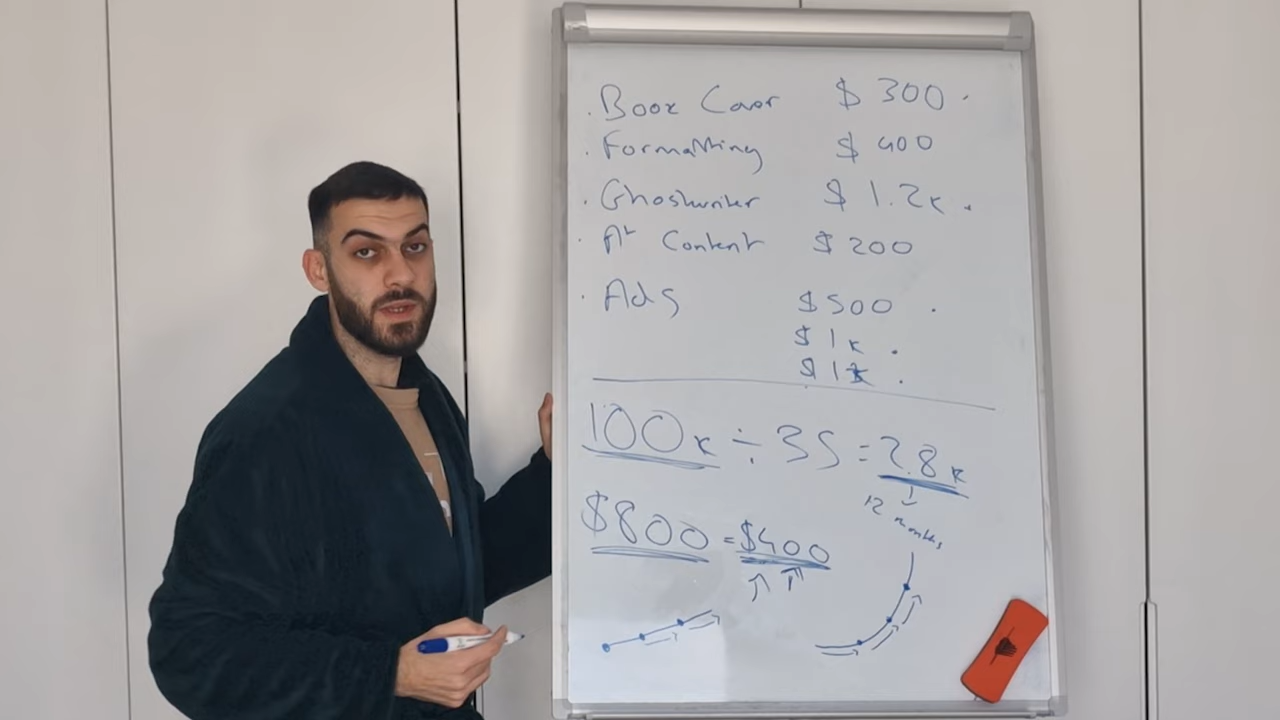 . Book Cover $ 300 .
. Formatting $ 400
. Ghostwriter $ 1.2k .
. A+ Content $ 200
. Ads $500 .
$ 1k .
$ 1k .
100k ÷ 35 = 2.8k
12 months
$800 = $400